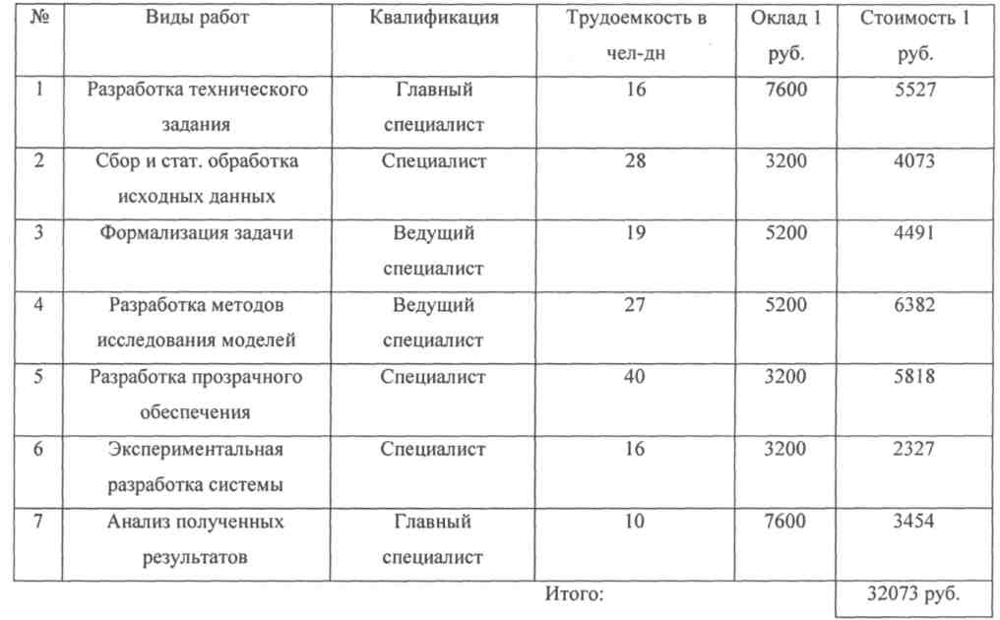 № Виды работ Квалификация Трудоемкость в Оклад 1 Стоимость 1
чел-дн руб. руб.
1 Разработка технического Главный 16 7600 5527
задания специалист
2 Сбор и стат. обработка Специалист 28 3200 4073
исходных данных
3 Формализация задачи Ведущий 19 5200 4491
специалист
4 Разработка методов Ведущий 27 5200 6382
исследования моделей специалист
5 Разработка прозрачного Специалист 40 3200 5818
обеспечения
6 Экспериментальная Специалист 16 3200 2327
разработка системы
7 Анализ полученных Главный 10 7600 3454
результатов специалист
Итого: 32073 руб.